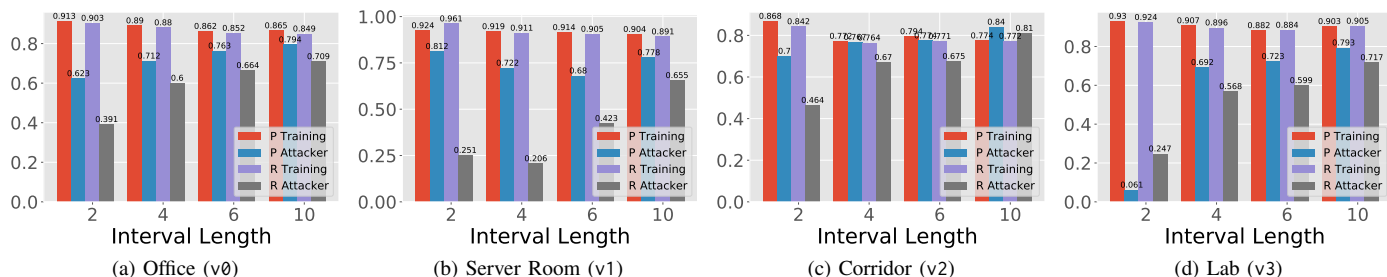 0.913 0.903 0.89 0.88 0.862 0.852 0.865 0.849
0.623 0.712 0.763 0.794
0.391 0.6 0.664 0.709
0.8
0.6
0.4
0.2
0.0
P Training
P Attacker
R Training
R Attacker
2 4 6 10
Interval Length
(a) Office (v0)
0.924 0.961 0.919 0.911 0.914 0.905 0.904 0.891
0.812 0.722 0.68 0.778
0.251 0.206 0.423 0.655
1.00
0.75
0.50
0.25
0.00
P Training
P Attacker
R Training
R Attacker
2 4 6 10
Interval Length
(b) Server Room (v1)
0.868 0.842 0.772 0.767 0.764 0.794 0.771 0.774 0.84 0.772 0.81
0.7 0.464 0.67 0.675
0.8
0.6
0.4
0.2
0.0
P Training
P Attacker
R Training
R Attacker
2 4 6 10
Interval Length
(c) Corridor (v2)
0.93 0.924 0.907 0.896 0.882 0.884 0.903 0.905
0.061 0.692 0.723 0.793
0.247 0.568 0.599 0.717
0.8
0.6
0.4
0.2
0.0
P Training
P Attacker
R Training
R Attacker
2 4 6 10
Interval Length
(d) Lab (v3)